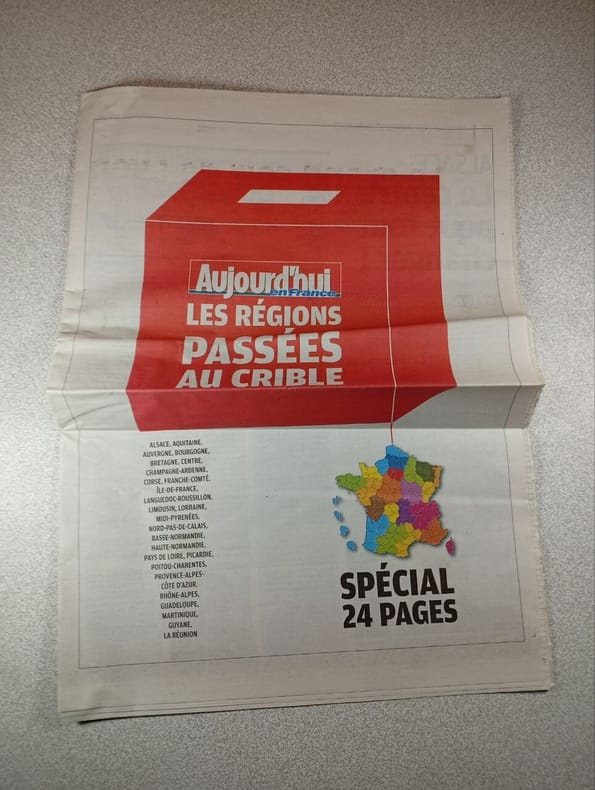 Aujourd'hui
en France
LES RÉGIONS
PASSÉES
AU CRIBLE
ALSACE, AQUITAINE,
AUVERGNE, BOURGOGNE,
BRETAGNE, CENTRE,
CHAMPAGNE-ARDENNE,
CORSE, FRANCHE-COMTÉ,
ÎLE-DE-FRANCE,
LANGUEDOC-ROUSSILLON,
LIMOUSIN, LORRAINE,
MIDI-PYRENÉES,
NORD-PAS-DE-CALAIS,
BASSE-NORMANDIE,
HAUTE-NORMANDIE,
PAYS DE LOIRE, PICARDIE,
POITOU-CHARENTES,
PROVENCE-ALPES-
CÔTE D'AZUR,
RHÔNE-ALPES,
GUADELOUPE,
MARTINIQUE,
GUYANE,
LA RÉUNION
SPÉCIAL
24 PAGES